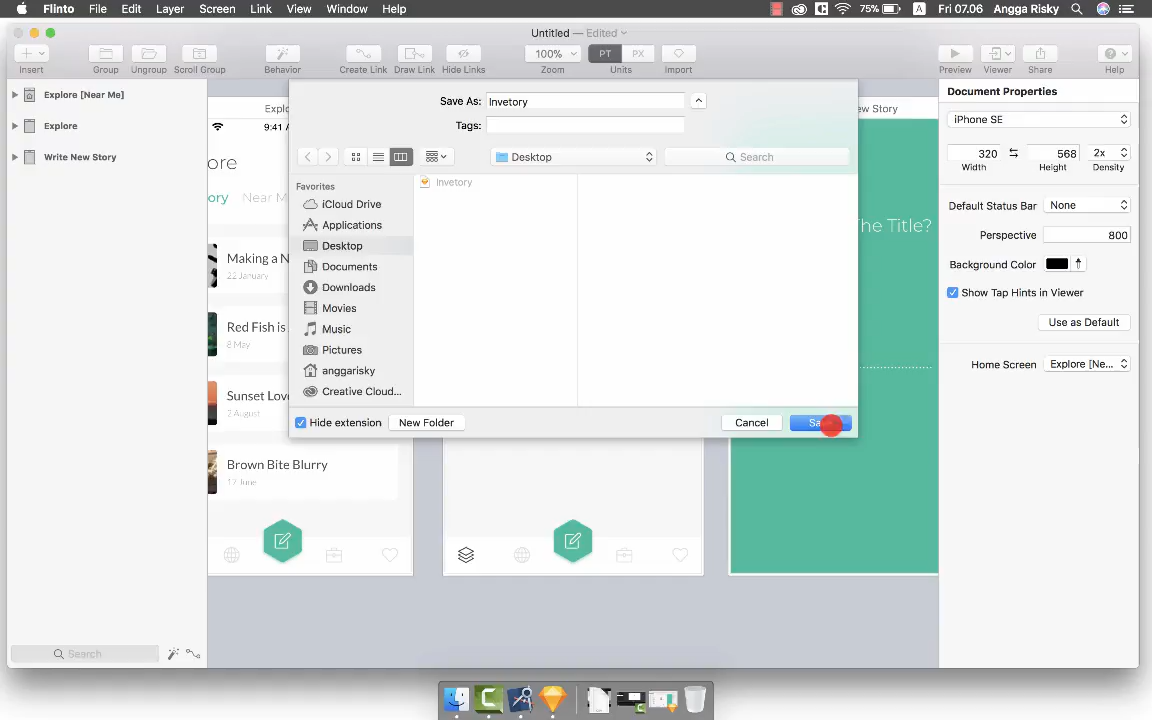 Flinto File Edit Layer Screen Link View Window Help 75% A Fri 07.06 Angga Risky
Untitled — Edited
100% PT PX
Insert Group Ungroup Scroll Group Behavior Create Link Draw Link Hide Links Zoom Units Import Preview Viewer Share Help
Explore [Near Me]
Explore
Write New Story
9:41
Making a N
22 January
Near M
Red Fish is
8 May
Sunset Lov
2 August
Brown Bite Blurry
17 June
Save As: Invetory
Tags:
Desktop
Search
Favorites
iCloud Drive
Applications
Desktop
Documents
Downloads
Movies
Music
Pictures
anggarisky
Creative Cloud...
Invetory
Hide extension New Folder Cancel
ew Story
The Title?
Document Properties
iPhone SE
320 568 2x
Width Height Density
Default Status Bar None
Perspective 800
Background Color
Show Tap Hints in Viewer
Use as Default
Home Screen Explore [Ne...
Search